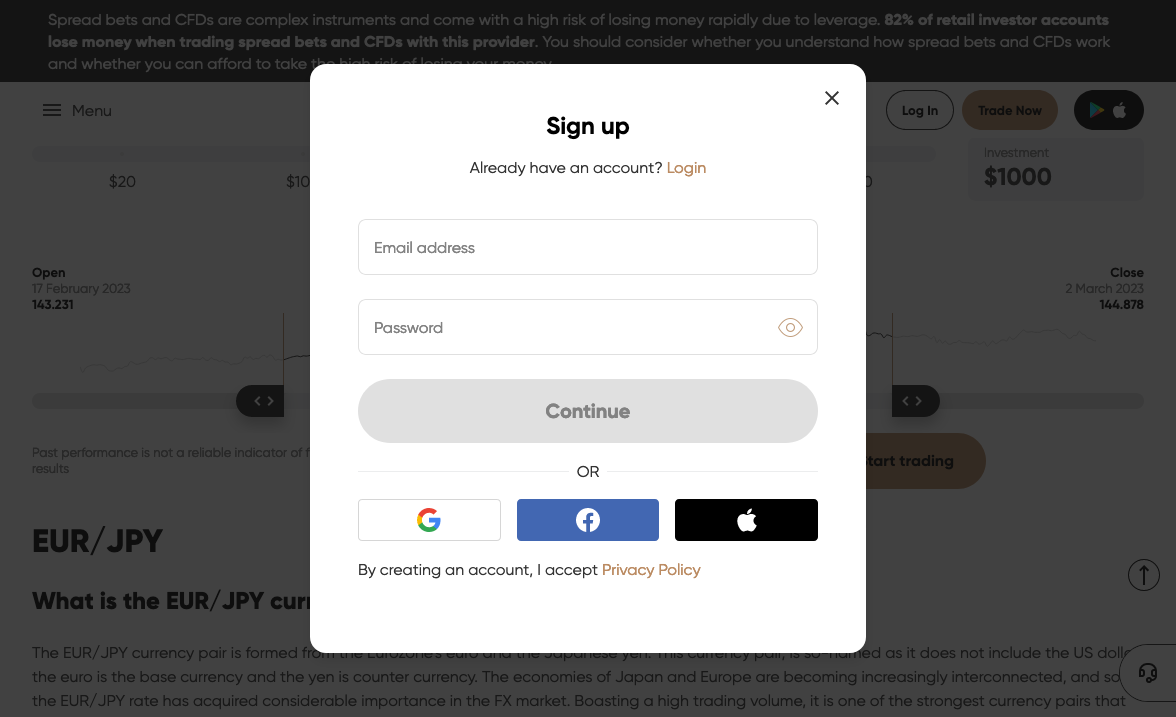 Spread bets and CFDs are complex instruments and come with a high risk of losing money rapidly due to leverage. 82% of retail investor accounts
lose money when trading spread bets and CFDs with this provider. You should consider whether you understand how spread bets and CFDs work
and whether you can afford to take the high risk of losing your money.
Menu
Log In
Trade Now
Sign up
Already have an account? Login
Investment
$1000
$20
$10
0
Email address
Open
17 February 2023
143.231
Close
2 March 2023
144.878
Password
Continue
Past performance is not a reliable indicator of f
results
Start trading
OR
By creating an account, I accept Privacy Policy
EUR/JPY
What is the EUR/JPY curr
The EUR/JPY currency pair is formed from the Eurozone's euro and the Japanese yen. This currency pair, is so-named as it does not include the US
the euro is the base currency and the yen is counter currency. The economies of Japan and Europe are becoming increasingly interconnected, and so
the EUR/JPY rate has acquired considerable importance in the FX market. Boasting a high trading volume, it is one of the strongest currency pairs that